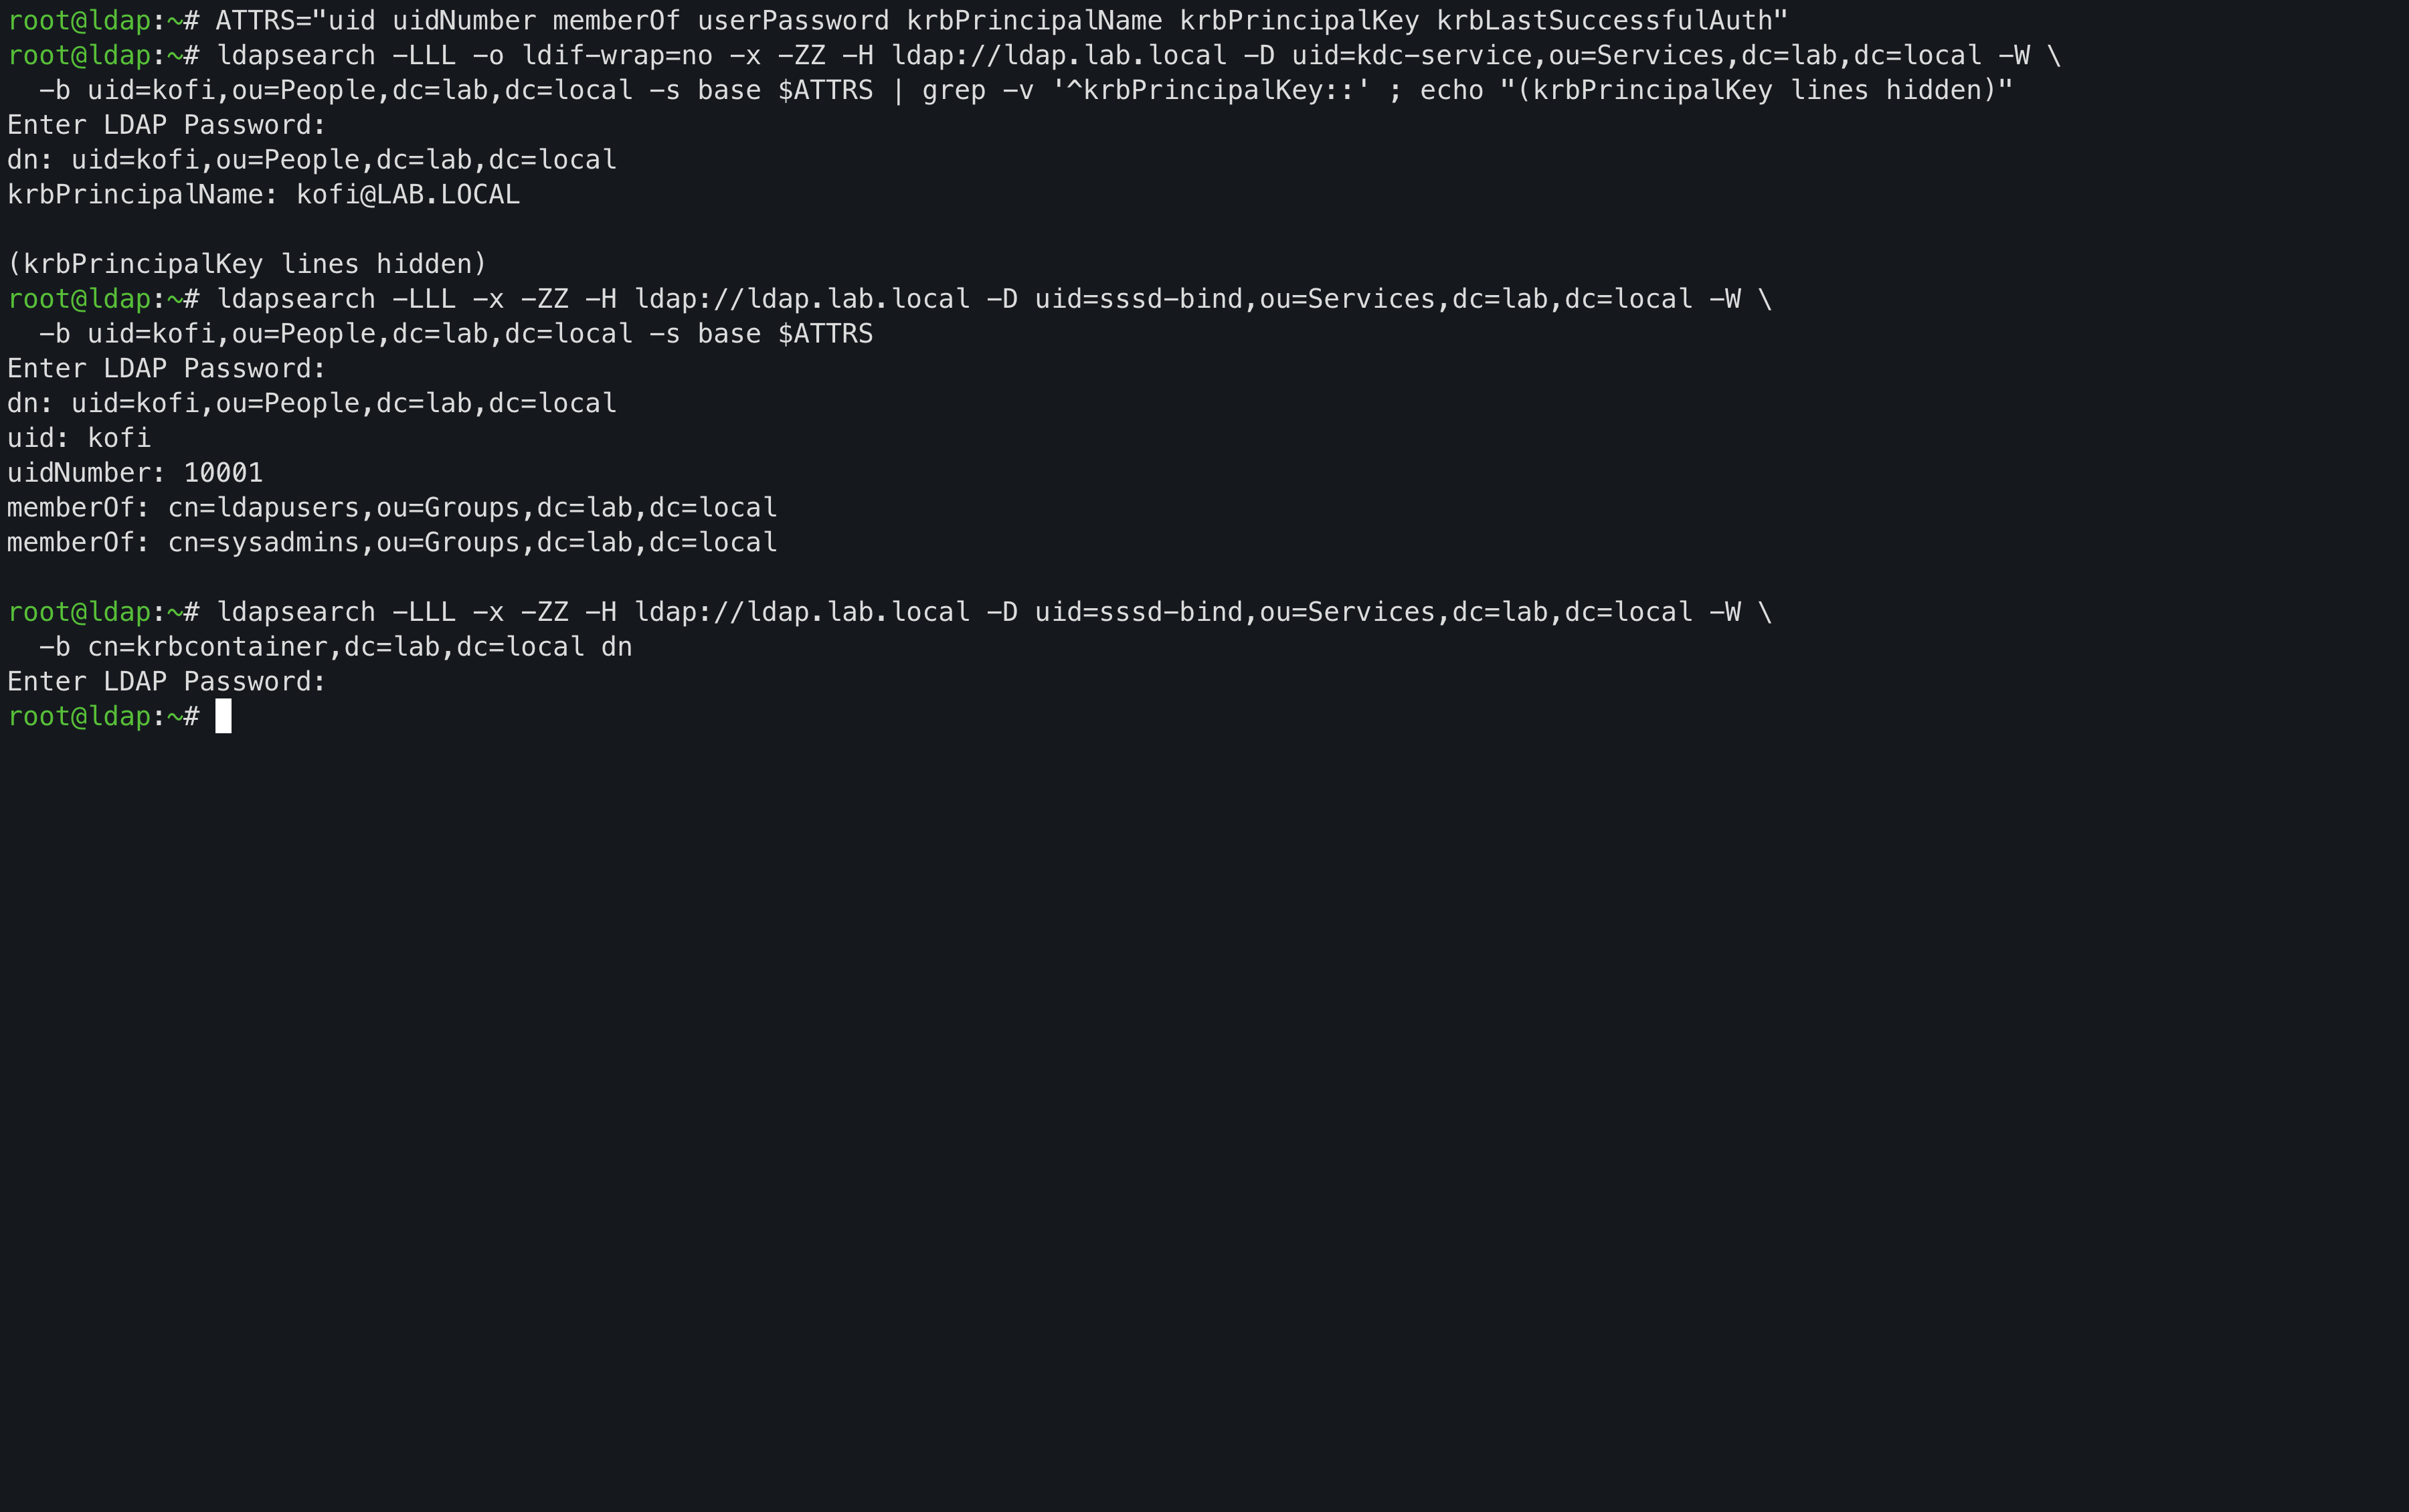 root@ldap:~# ATTRS="uid uidNumber memberOf userPassword krbPrincipalName krbPrincipalKey krbLastSuccessfulAuth"
root@ldap:~# ldapsearch -LLL -o ldif-wrap=no -x -ZZ -H ldap://ldap.lab.local -D uid=kdc-service,ou=Services,dc=lab,dc=local -W \
  -b uid=kofi,ou=People,dc=lab,dc=local -s base $ATTRS | grep -v '^krbPrincipalKey::' ; echo "(krbPrincipalKey lines hidden)"
Enter LDAP Password:
dn: uid=kofi,ou=People,dc=lab,dc=local
krbPrincipalName: kofi@LAB.LOCAL

(krbPrincipalKey lines hidden)
root@ldap:~# ldapsearch -LLL -x -ZZ -H ldap://ldap.lab.local -D uid=sssd-bind,ou=Services,dc=lab,dc=local -W \
  -b uid=kofi,ou=People,dc=lab,dc=local -s base $ATTRS
Enter LDAP Password:
dn: uid=kofi,ou=People,dc=lab,dc=local
uid: kofi
uidNumber: 10001
memberOf: cn=ldapusers,ou=Groups,dc=lab,dc=local
memberOf: cn=sysadmins,ou=Groups,dc=lab,dc=local

root@ldap:~# ldapsearch -LLL -x -ZZ -H ldap://ldap.lab.local -D uid=sssd-bind,ou=Services,dc=lab,dc=local -W \
  -b cn=krbcontainer,dc=lab,dc=local dn
Enter LDAP Password:
root@ldap:~#